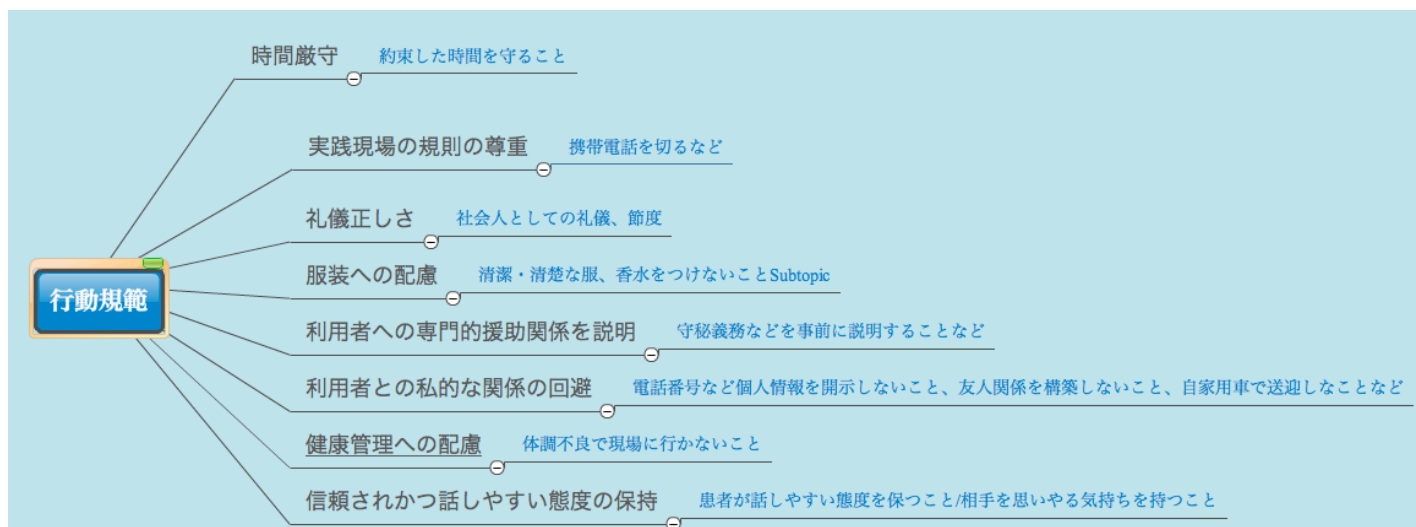 時間厳守 約束した時間を守ること
実践現場の規則の尊重 携帯電話を切るなど
礼儀正しさ 社会人としての礼儀、節度
服装への配慮 清潔・清楚な服、香水をつけないことSubtopic
行動規範
利用者への専門的援助関係を説明 守秘義務などを事前に説明することなど
利用者との私的な関係の回避 電話番号など個人情報を開示しないこと、友人関係を構築しないこと、自家用車で送迎しなことなど
健康管理への配慮 体調不良で現場に行かないこと
信頼されかつ話しやすい態度の保持 患者が話しやすい態度を保つこと/相手を思いやる気持ちを持つこと